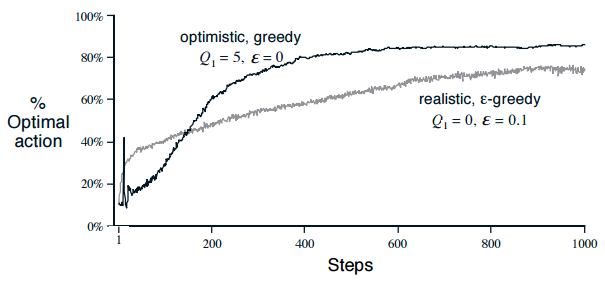 100%
80%
60%
40%
20%
0%
%
Optimal
action
optimistic, greedy
Q₁ = 5, ε = 0
realistic, ε-greedy
Q₁ = 0, ε = 0.1
1
200
400
600
800
1000
Steps